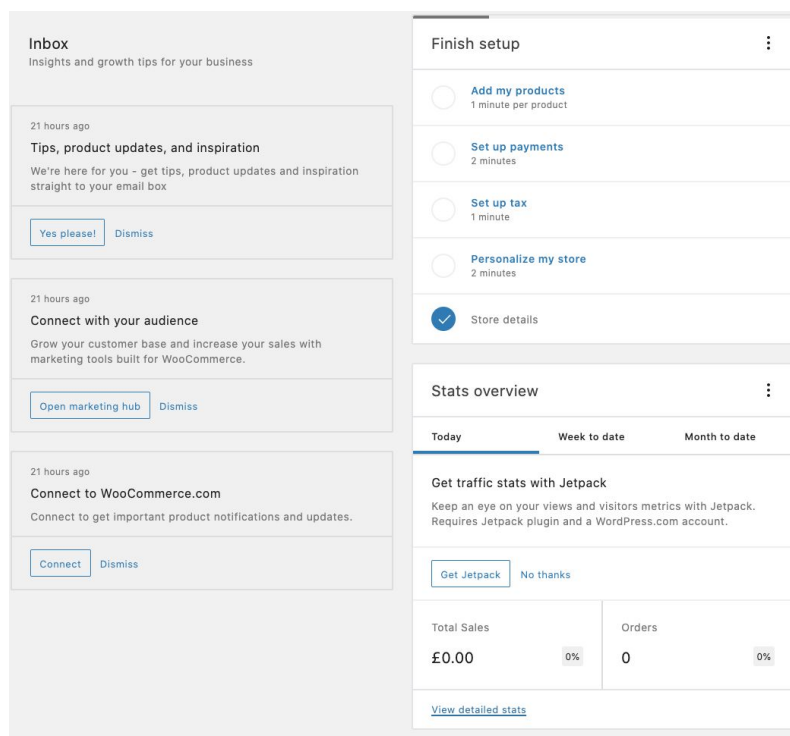 Inbox
Insights and growth tips for your business
21 hours ago
Tips, product updates, and inspiration
We're here for you - get tips, product updates and inspiration
straight to your email box
Yes please! Dismiss
21 hours ago
Connect with your audience
Grow your customer base and increase your sales with
marketing tools built for WooCommerce.
Open marketing hub Dismiss
21 hours ago
Connect to WooCommerce.com
Connect to get important product notifications and updates.
Connect Dismiss
Finish setup
Add my products
1 minute per product
Set up payments
2 minutes
Set up tax
1 minute
Personalize my store
2 minutes
Store details
Stats overview
Today Week to date Month to date
Get traffic stats with Jetpack
Keep an eye on your views and visitors metrics with Jetpack.
Requires Jetpack plugin and a WordPress.com account.
Get Jetpack No thanks
Total Sales Orders
£0.00 0% 0 0%
View detailed stats